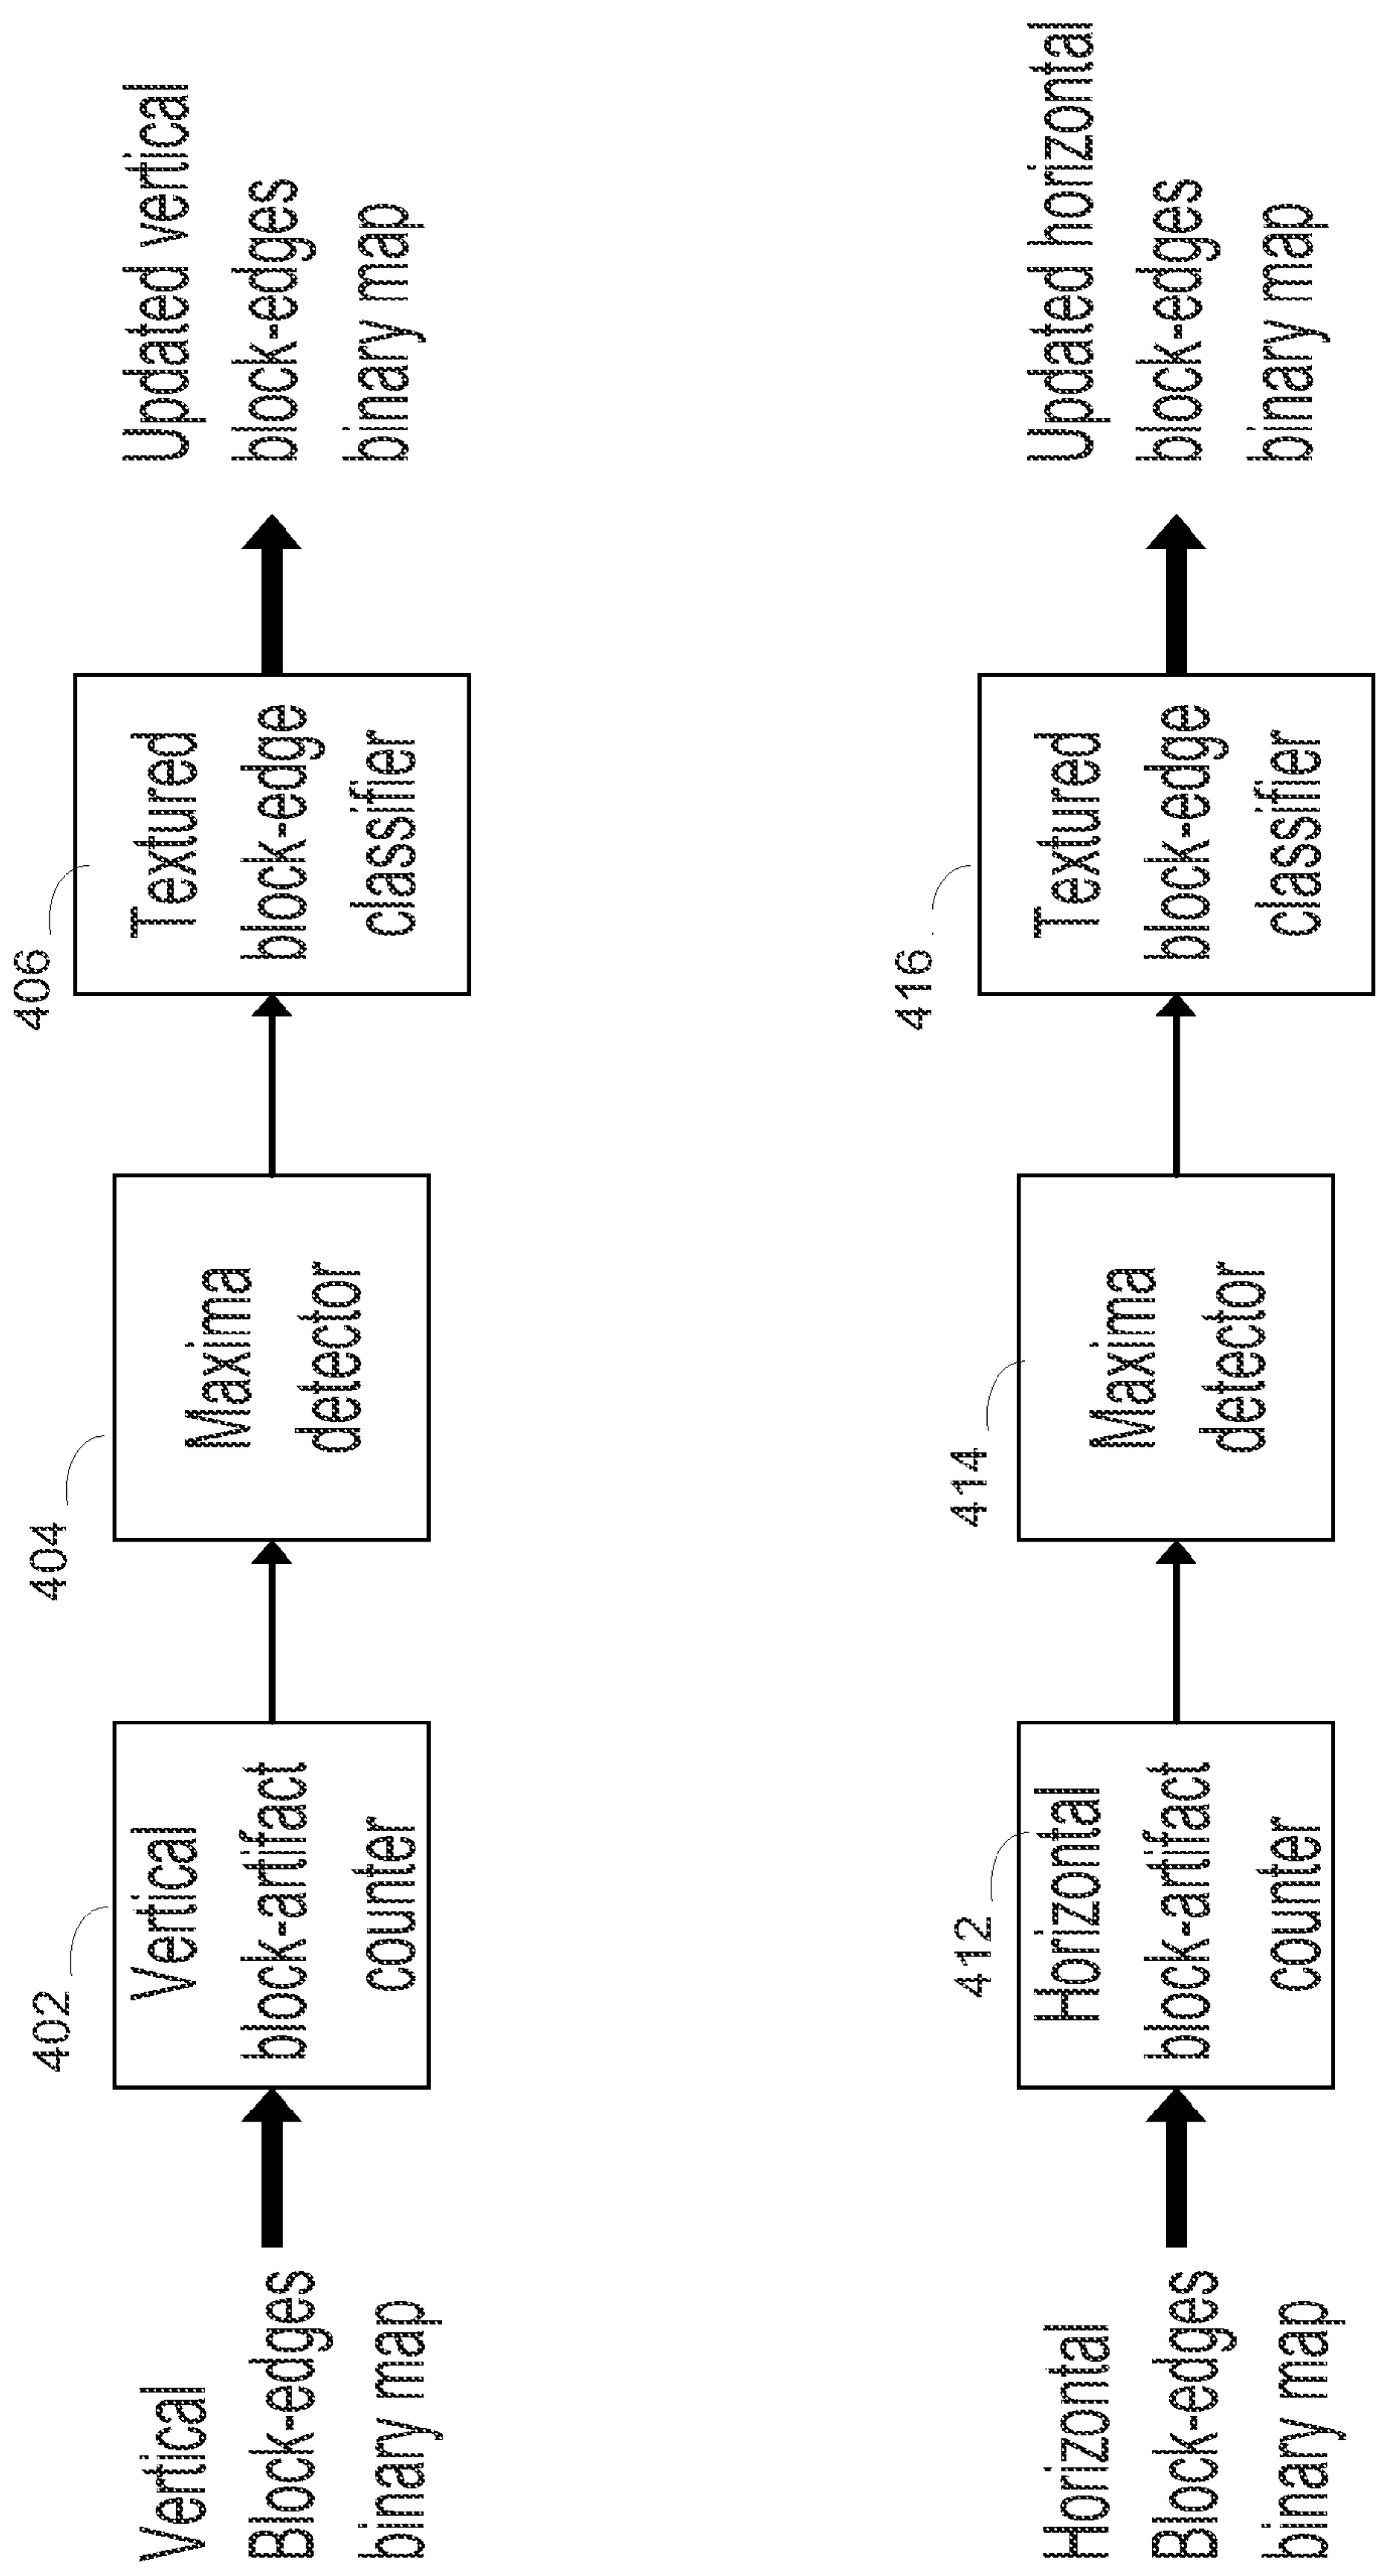 Vertical
Block-edges
binary map
402
Vertical
block-artifact
counter
404
Maxima
detector
406
Textured
block-edge
classifier
Updated vertical
block-edges
binary map
Horizontal
Block-edges
binary map
412
Horizontal
block-artifact
counter
414
Maxima
detector
416
Textured
block-edge
classifier
Updated horizontal
block-edges
binary map